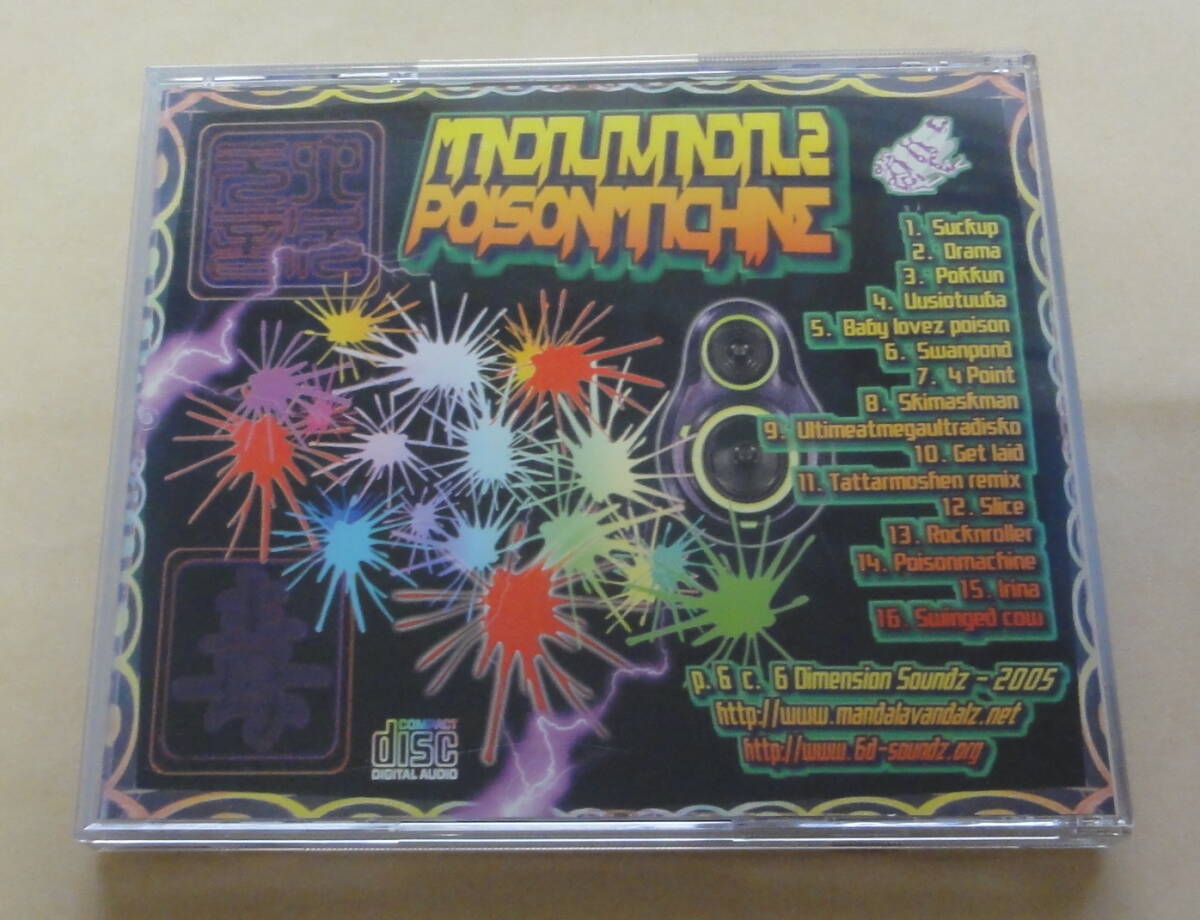 POISONMACHINE
1. Suckup
2. Drama
3. Pokkun
4. Uusiotuuba
5. Baby lovez poison
6. Swanpond
7. 4 Point
8. Skimaskman
9. Ultimeatmegaultradisko
10. Get laid
11. Tattarmoshen remix
12. Slice
13. Rocknroller
14. Poisonmachine
15. Irina
16. Swinged cow
p. & c. 6 Dimension Soundz - 2005
http://www.mandalavandalz.net
http://www.6d-soundz.org
COMPACT
disc
DIGITAL AUDIO